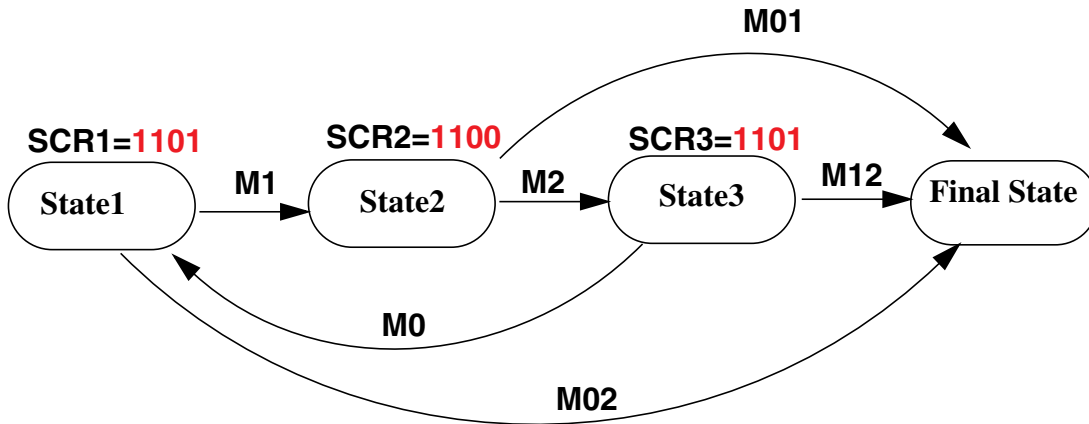 M01
SCR1=1101
SCR2=1100
SCR3=1101
State1
M1
State2
M2
State3
M12
Final State
M0
M02